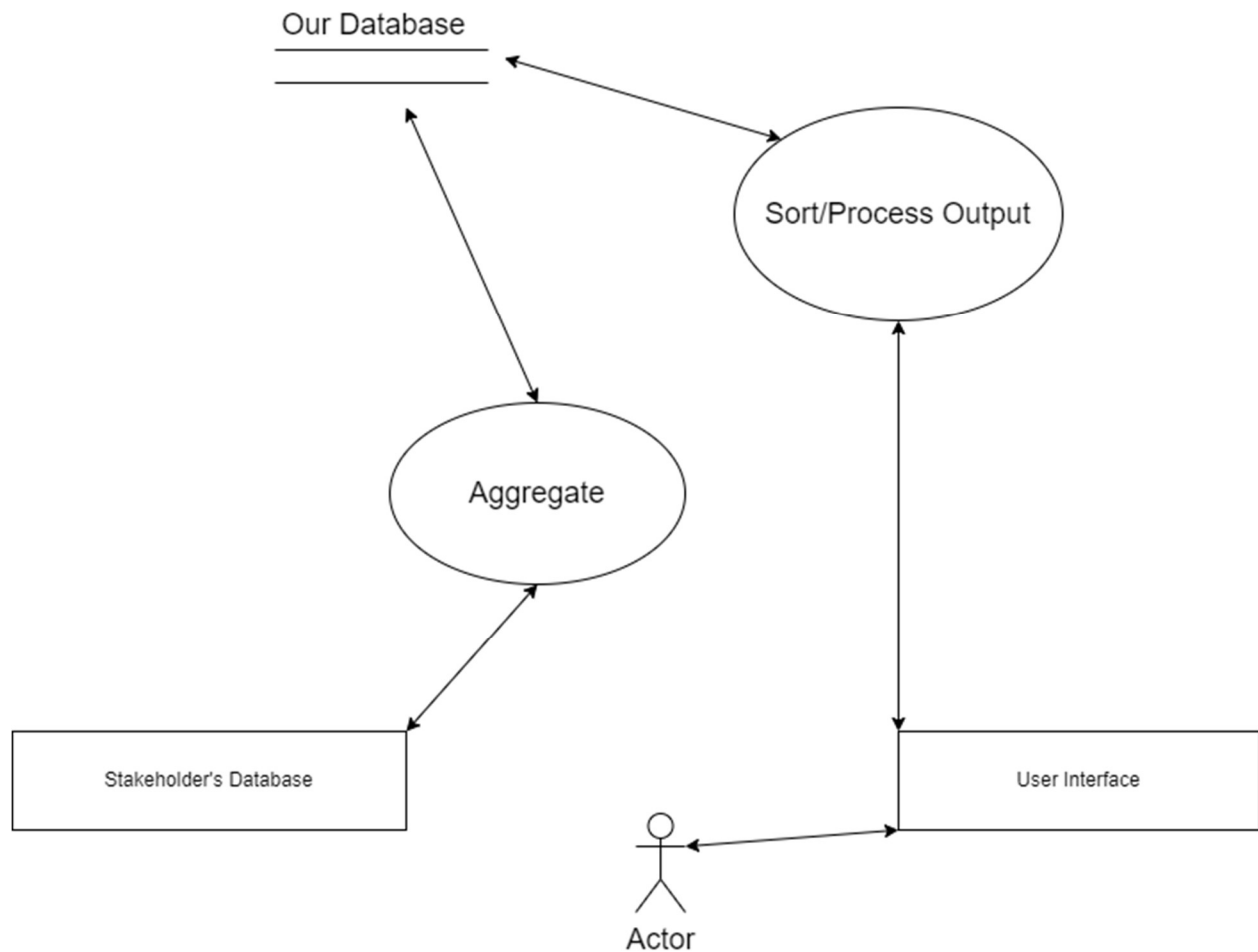 Our Database
Sort/Process Output
Aggregate
Stakeholder's Database
User Interface
Actor